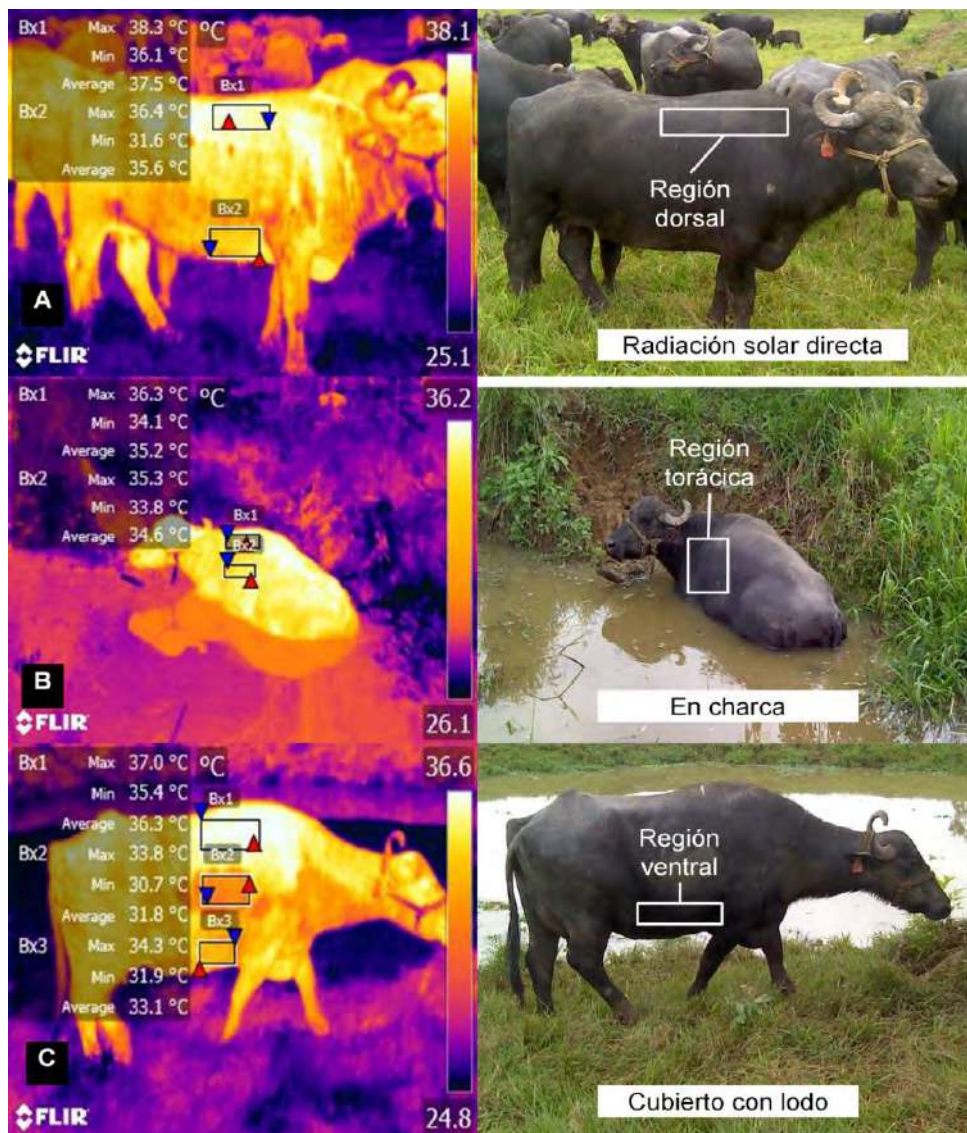 Bx1 Max 38.3 °C °C 38.1
Min 36.1 °C
Average 37.5 °C
Bx1
Bx2 Max 36.4 °C
Min 31.6 °C
Average 35.6 °C
Bx2
A
FLIR 25.1
Región
dorsal
Radiación solar directa
Bx1 Max 36.3 °C °C 36.2
Min 34.1 °C
Average 35.2 °C
Bx2 Max 35.3 °C
Min 33.8 °C
Average 34.6 °C
Bx1
Bx2
B
FLIR 26.1
Región
torácica
En charca
Bx1 Max 37.0 °C °C 36.6
Min 35.4 °C
Bx1
Average 36.3 °C
Bx2 Max 33.8 °C
Bx2
Min 30.7 °C
Average 31.8 °C
Bx3
Bx3 Max 34.3 °C
Min 31.9 °C
Average 33.1 °C
C
FLIR 24.8
Región
ventral
Cubierto con lodo